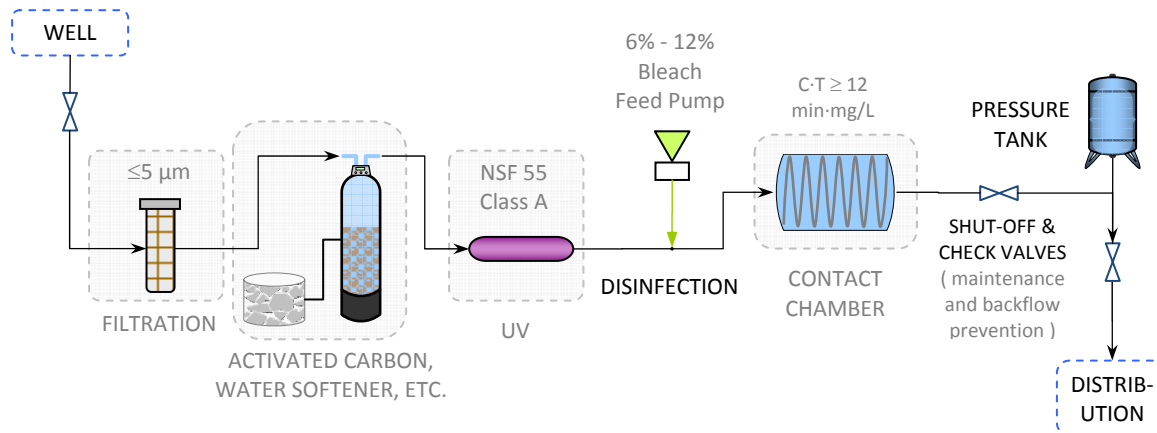 WELL
≤5 µm
FILTRATION
ACTIVATED CARBON,
WATER SOFTENER, ETC.
NSF 55
Class A
UV
6% - 12%
Bleach
Feed Pump
DISINFECTION
C·T ≥ 12
min·mg/L
CONTACT
CHAMBER
PRESSURE
TANK
SHUT-OFF &
CHECK VALVES
( maintenance
and backflow
prevention )
DISTRIB-
UTION